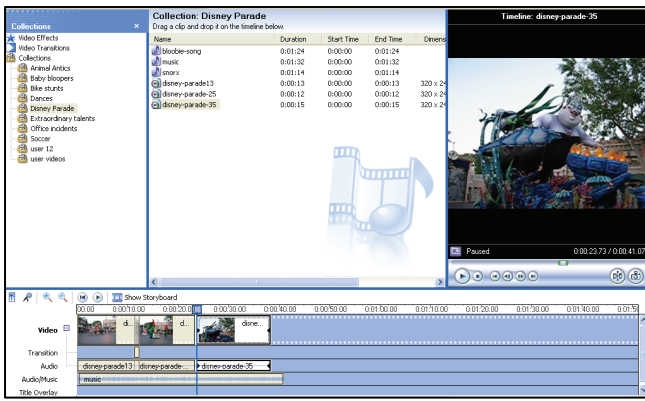 Collections ×
Video Effects
Video Transitions
Collections
Animal Antics
Baby bloopers
Bike stunts
Dances
Disney Parade
Extraordinary talents
Office incidents
Soccer
user 12
user videos
Collection: Disney Parade
Drag a clip and drop it on the timeline below.
Name Duration Start Time End Time Dimens
bloobie-song 0:01:24 0:00:00 0:01:24
music 0:01:32 0:00:00 0:01:32
snorx 0:01:14 0:00:00 0:01:14
disney-parade13 0:00:13 0:00:00 0:00:13 320 x 24
disney-parade-25 0:00:12 0:00:00 0:00:12 320 x 24
disney-parade-35 0:00:15 0:00:00 0:00:15 320 x 24
Timeline: disney-parade-35
Paused 0:00:23.73 / 0:00:41.07
Show Storyboard
00.00 0:00:10.00 0:00:20.0 0:00:30.00 0:00:40.00 0:00:50.00 0:01:00.00 0:01:10.00 0:01:20.00 0:01:30.00 0:01:40.00 0:01:50
Video di... d... disne...
Transition
Audio disney-parade13 disney-parade-... disney-parade-35
Audio/Music music
Title Overlay